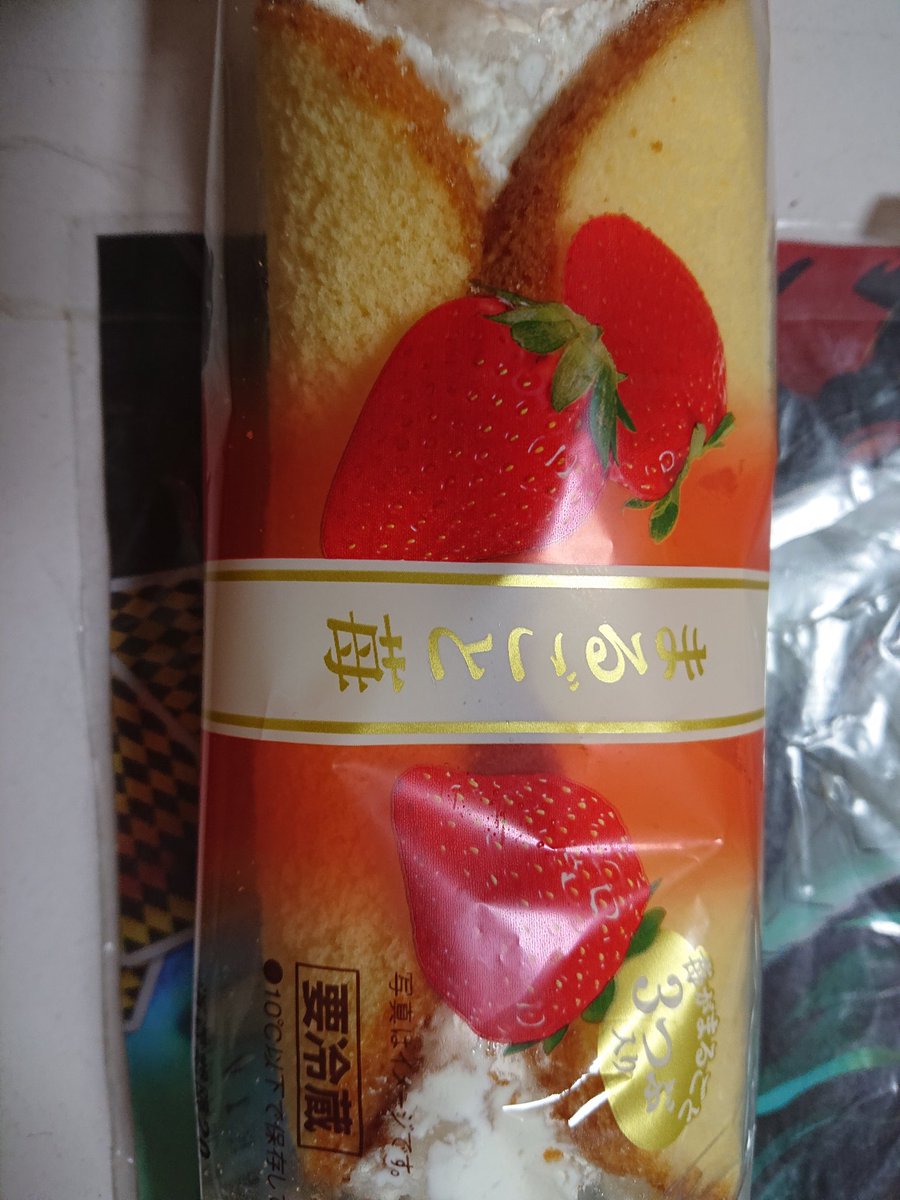 まるごと苺
苺がまるごと
3つぶ
入り
写真はイメージです。
要冷蔵
●10℃以下で保存し